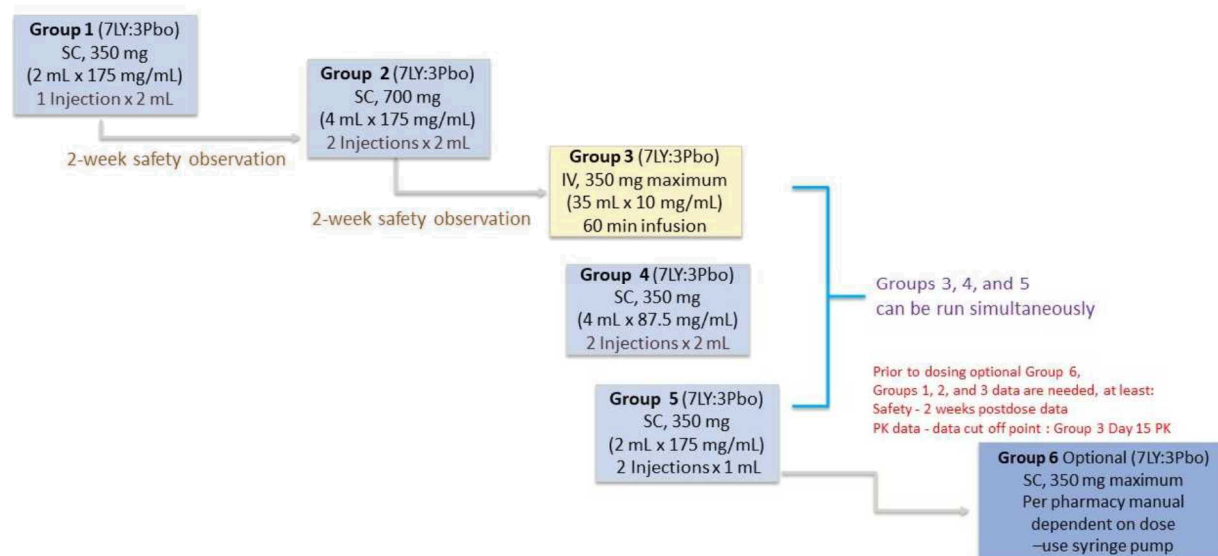 Group 1 (7LY:3Pbo)
SC, 350 mg
(2 mL x 175 mg/mL)
1 Injection x 2 mL
2-week safety observation
Group 2 (7LY:3Pbo)
SC, 700 mg
(4 mL x 175 mg/mL)
2 Injections x 2 mL
2-week safety observation
Group 3 (7LY:3Pbo)
IV, 350 mg maximum
(35 mL x 10 mg/mL)
60 min infusion
Group 4 (7LY:3Pbo)
SC, 350 mg
(4 mL x 87.5 mg/mL)
2 Injections x 2 mL
Group 5 (7LY:3Pbo)
SC, 350 mg
(2 mL x 175 mg/mL)
2 Injections x 1 mL
Groups 3, 4, and 5
can be run simultaneously
Prior to dosing optional Group 6,
Groups 1, 2, and 3 data are needed, at least:
Safety - 2 weeks postdose data
PK data - data cut off point : Group 3 Day 15 PK
Group 6 Optional (7LY:3Pbo)
SC, 350 mg maximum
Per pharmacy manual
dependent on dose
–use syringe pump